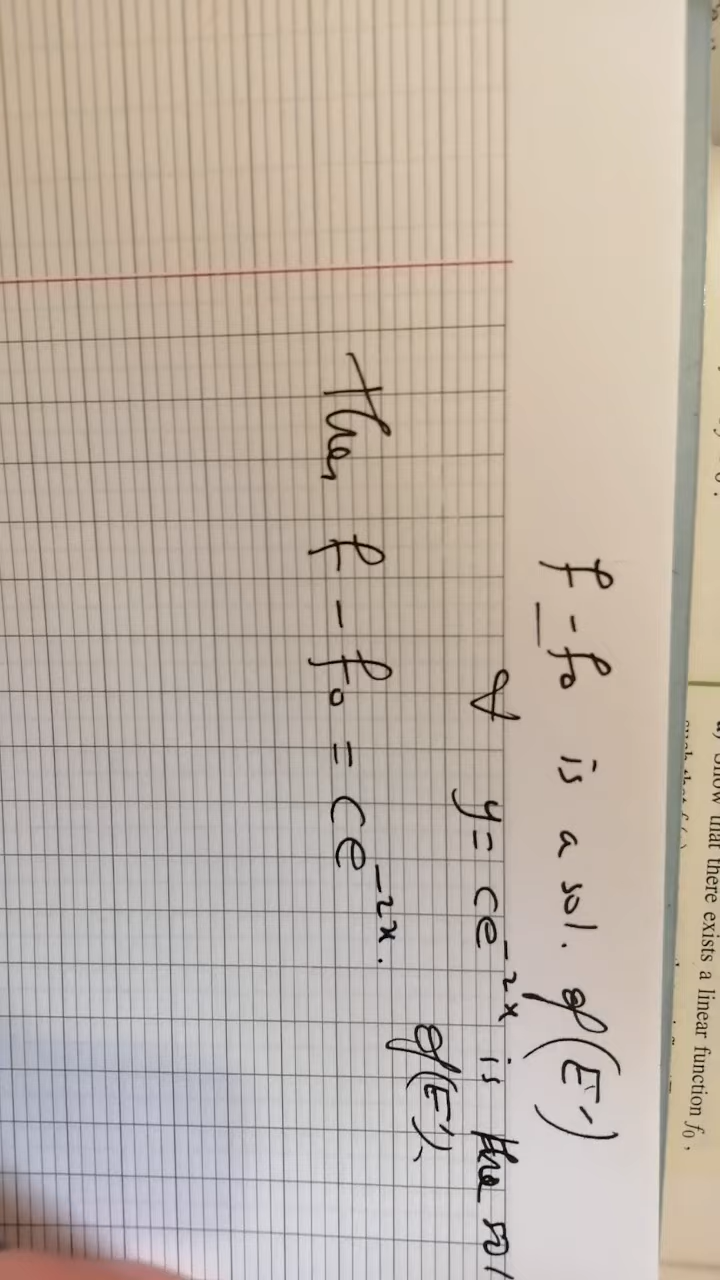 a) Show that there exists a linear function f₀,
f - f₀ is a sol. of (E')
& y = ce⁻²ˣ is the sol
of (E').
then f - f₀ = ce⁻²ˣ.